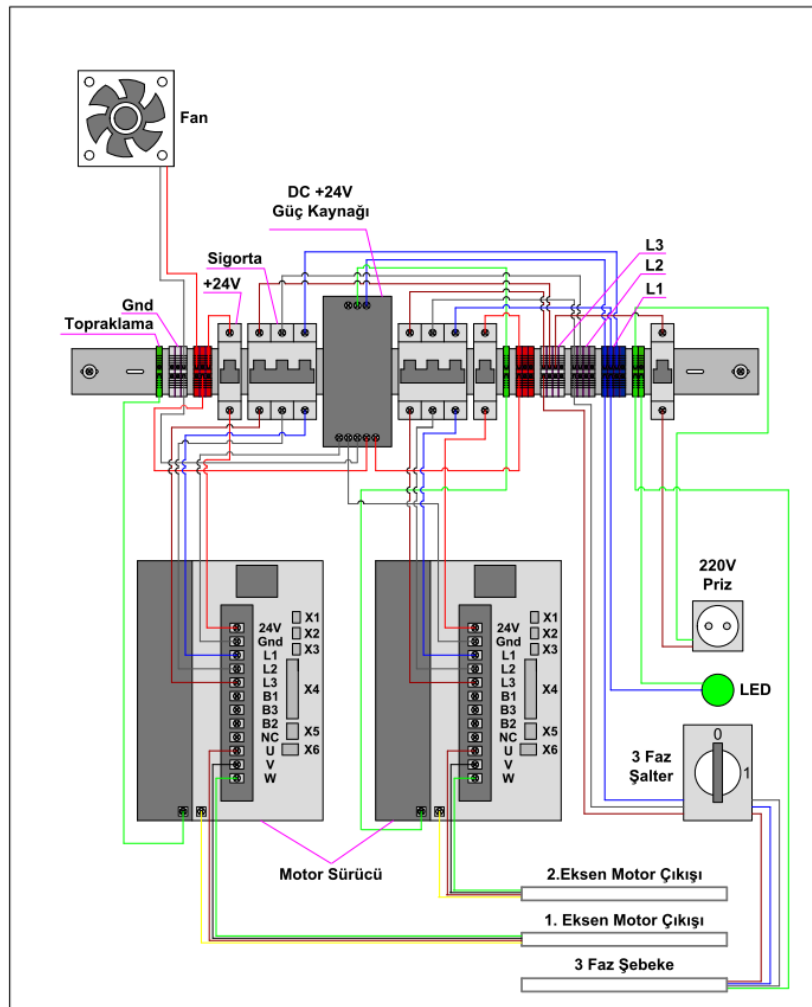 Fan
DC +24V
Güç Kaynağı
L3
Sigorta
L2
+24V
L1
Gnd
Topraklama
220V
Priz
24V
Gnd
L1
L2
L3
B1
B3
B2
NC
U
V
W
X1
X2
X3
X4
X5
X6
24V
Gnd
L1
L2
L3
B1
B3
B2
NC
U
V
W
X1
X2
X3
X4
X5
X6
LED
0
1
3 Faz
Şalter
Motor Sürücü
2.Eksen Motor Çıkışı
1. Eksen Motor Çıkışı
3 Faz Şebeke